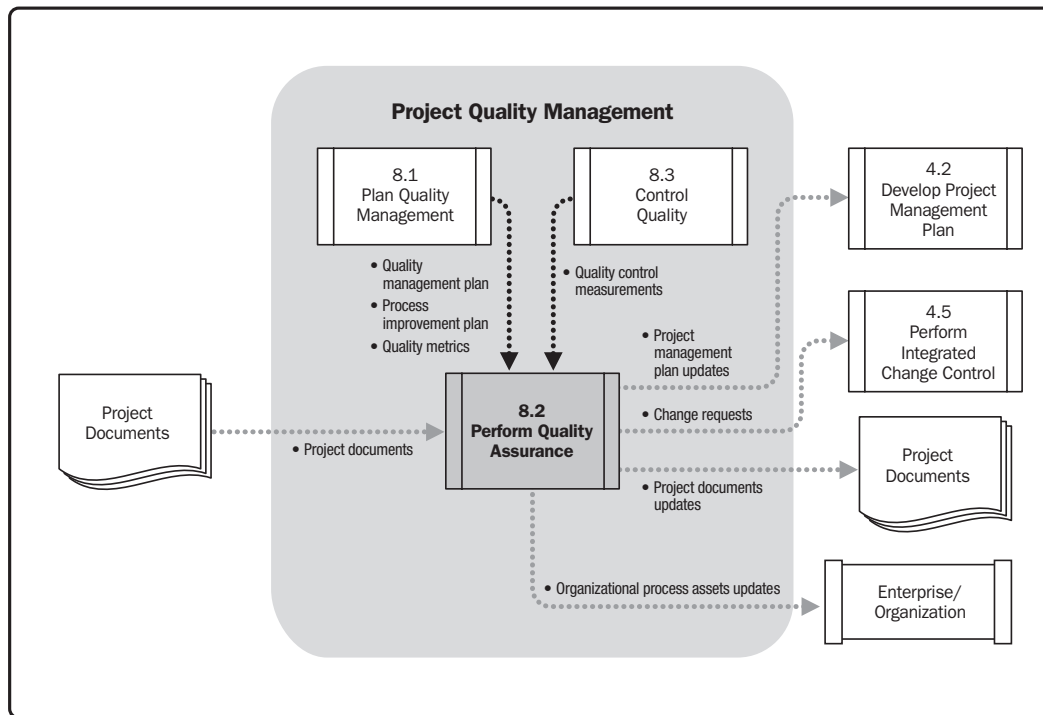 Project Quality Management
8.1
Plan Quality
Management
8.3
Control
Quality
4.2
Develop Project
Management
Plan
• Quality
management plan
• Process
improvement plan
• Quality metrics
• Quality control
measurements
4.5
Perform
Integrated
Change Control
• Project
management
plan updates
Project
Documents
• Project documents
8.2
Perform Quality
Assurance
• Change requests
• Project documents
updates
Project
Documents
• Organizational process assets updates
Enterprise/
Organization